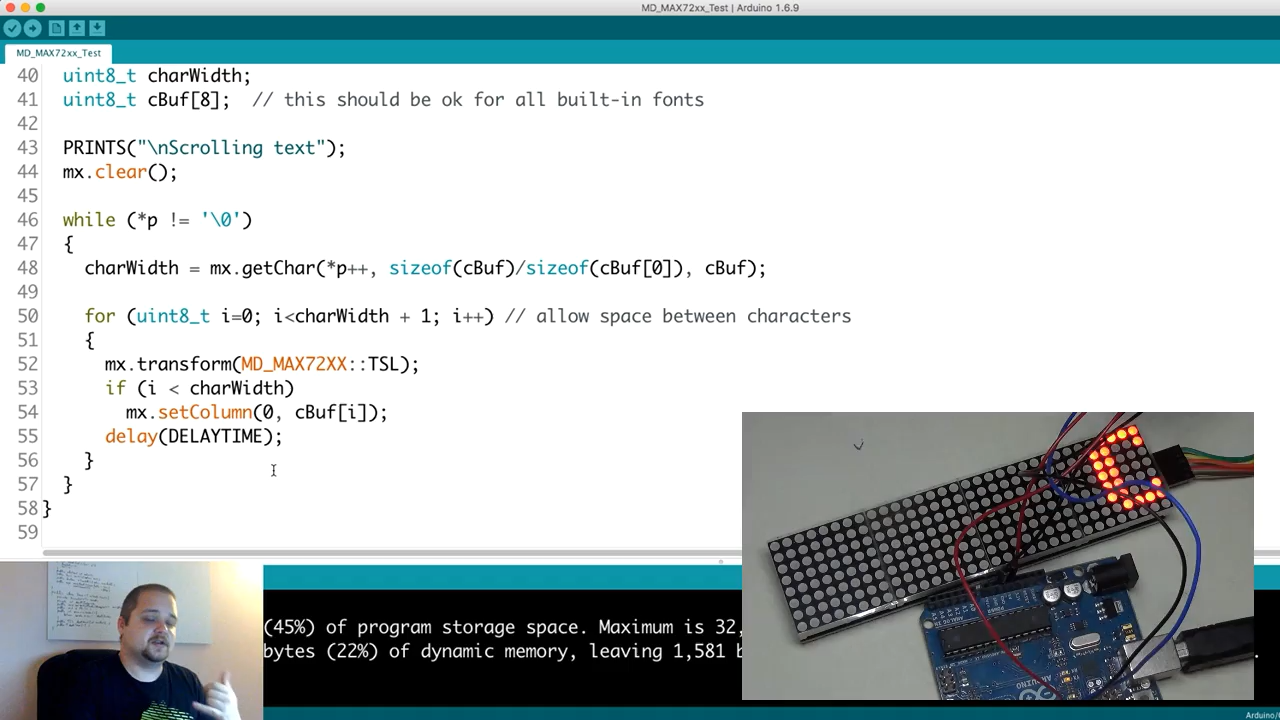 MD_MAX72xx_Test | Arduino 1.6.9
MD_MAX72xx_Test
40 uint8_t charWidth;
41 uint8_t cBuf[8]; // this should be ok for all built-in fonts
42
43 PRINTS("\nScrolling text");
44 mx.clear();
45
46 while (*p != '\0')
47 {
48 charWidth = mx.getChar(*p++, sizeof(cBuf)/sizeof(cBuf[0]), cBuf);
49
50 for (uint8_t i=0; i<charWidth + 1; i++) // allow space between characters
51 {
52 mx.transform(MD_MAX72XX::TSL);
53 if (i < charWidth)
54 mx.setColumn(0, cBuf[i]);
55 delay(DELAYTIME);
56 }
57 }
58 }
59
(45%) of program storage space. Maximum is 32,
bytes (22%) of dynamic memory, leaving 1,581 b
Arduino/